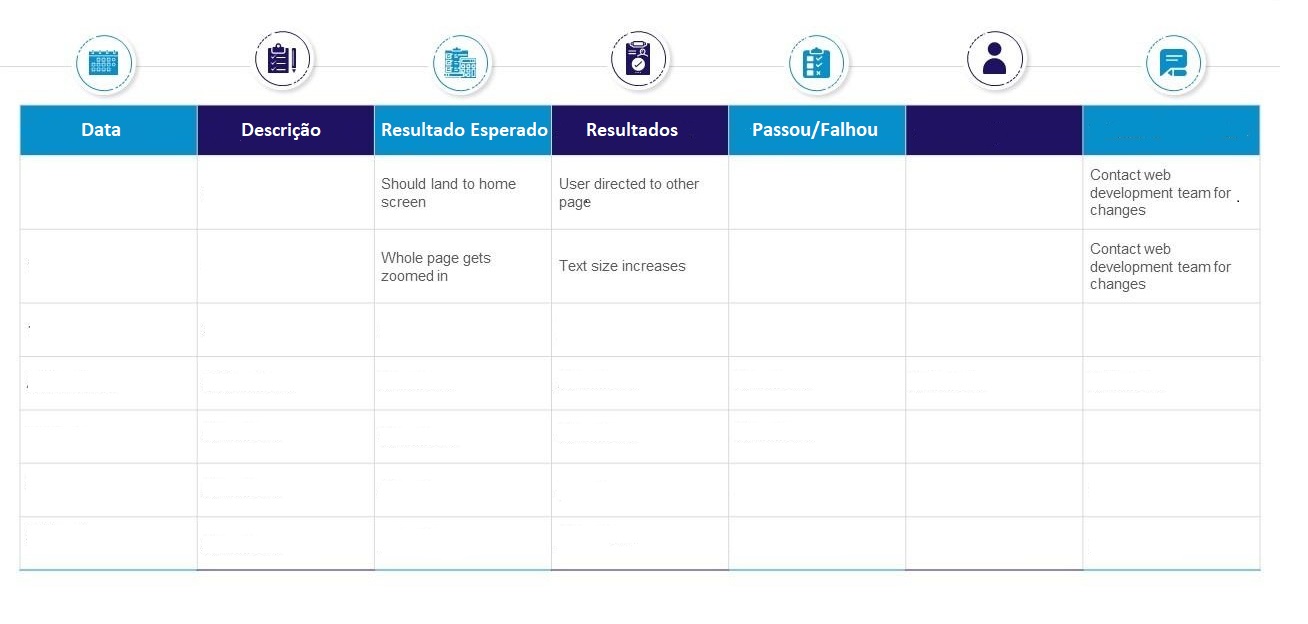 Data
Descrição
Resultado Esperado
Resultados
Passou/Falhou
Should land to home
screen
User directed to other
page
Contact web
development team for
changes
Whole page gets
zoomed in
Text size increases
Contact web
development team for
changes